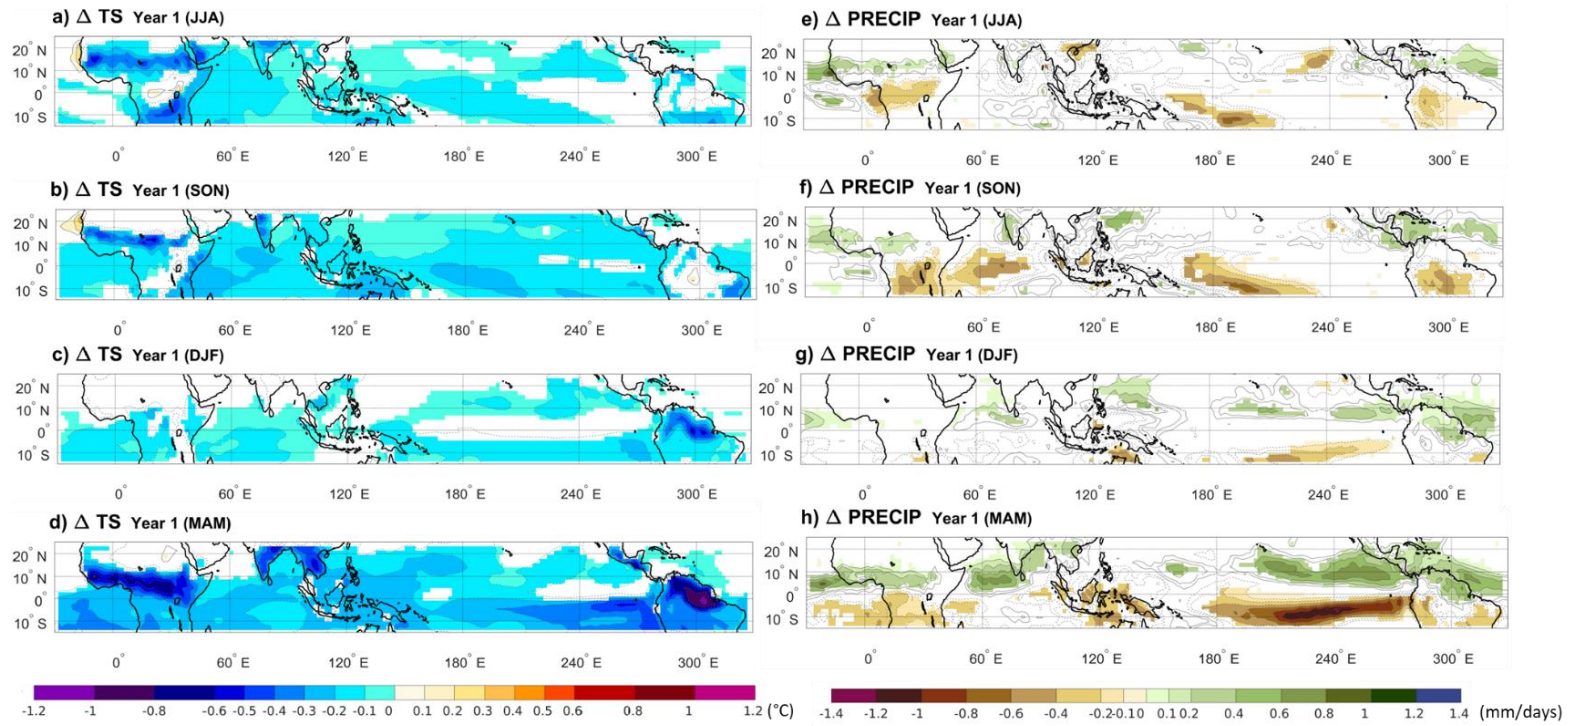 a) Δ TS Year 1 (JJA)
20° N
10° N
0°
10° S
0° 60° E 120° E 180° E 240° E 300° E
b) Δ TS Year 1 (SON)
20° N
10° N
0°
10° S
0° 60° E 120° E 180° E 240° E 300° E
c) Δ TS Year 1 (DJF)
20° N
10° N
0°
10° S
0° 60° E 120° E 180° E 240° E 300° E
d) Δ TS Year 1 (MAM)
20° N
10° N
0°
10° S
0° 60° E 120° E 180° E 240° E 300° E
-1.2 -1 -0.8 -0.6 -0.5 -0.4 -0.3 -0.2 -0.1 0 0.1 0.2 0.3 0.4 0.5 0.6 0.8 1 1.2 (°C)
e) Δ PRECIP Year 1 (JJA)
20° N
10° N
0°
10° S
0° 60° E 120° E 180° E 240° E 300° E
f) Δ PRECIP Year 1 (SON)
20° N
10° N
0°
10° S
0° 60° E 120° E 180° E 240° E 300° E
g) Δ PRECIP Year 1 (DJF)
20° N
10° N
0°
10° S
0° 60° E 120° E 180° E 240° E 300° E
h) Δ PRECIP Year 1 (MAM)
20° N
10° N
0°
10° S
0° 60° E 120° E 180° E 240° E 300° E
-1.4 -1.2 -1 -0.8 -0.6 -0.4 -0.2 -0.10 0.1 0.2 0.4 0.6 0.8 1 1.2 1.4 (mm/days)